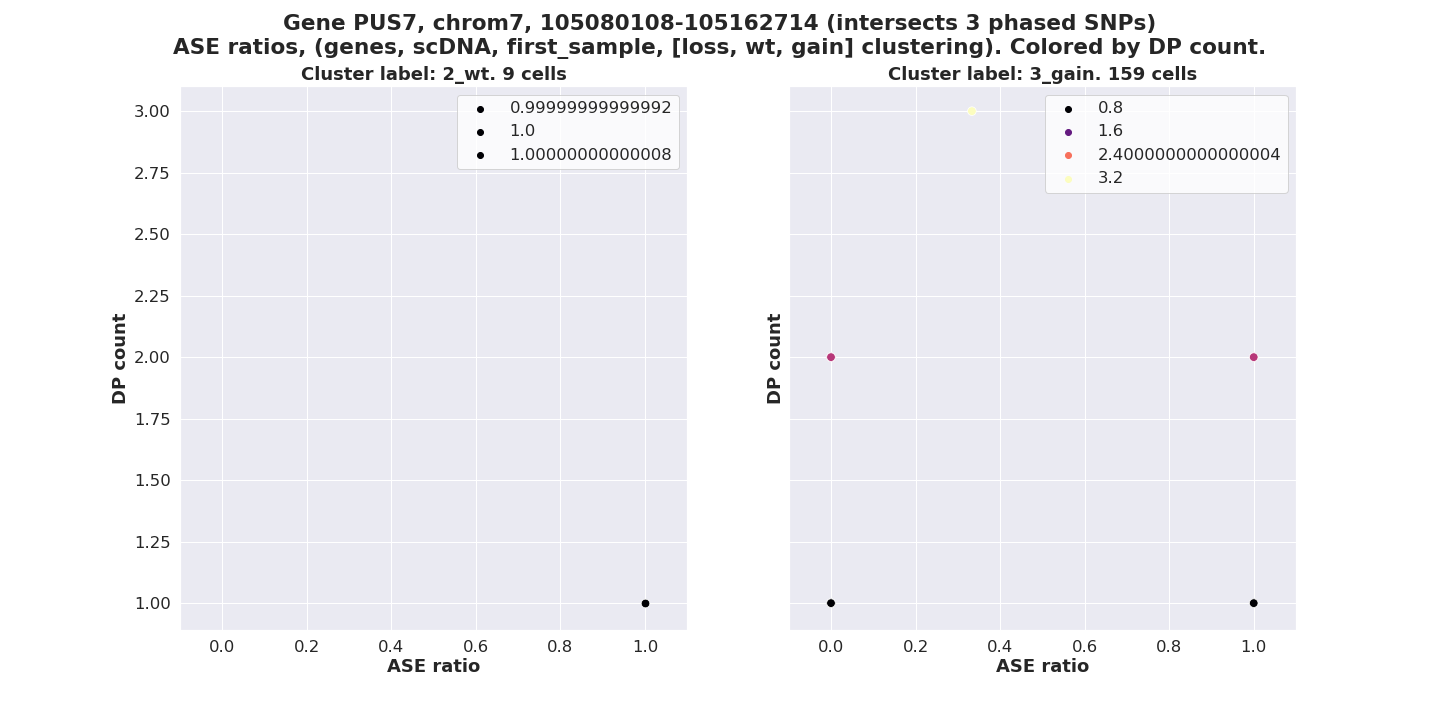 Gene PUS7, chrom7, 105080108-105162714 (intersects 3 phased SNPs)
ASE ratios, (genes, scDNA, first_sample, [loss, wt, gain] clustering). Colored by DP count.
Cluster label: 2_wt. 9 cells
0.99999999999992
1.0
1.00000000000008
3.00
2.75
2.50
2.25
2.00
1.75
1.50
1.25
1.00
DP count
0.0 0.2 0.4 0.6 0.8 1.0
ASE ratio
Cluster label: 3_gain. 159 cells
0.8
1.6
2.4000000000000004
3.2
DP count
0.0 0.2 0.4 0.6 0.8 1.0
ASE ratio